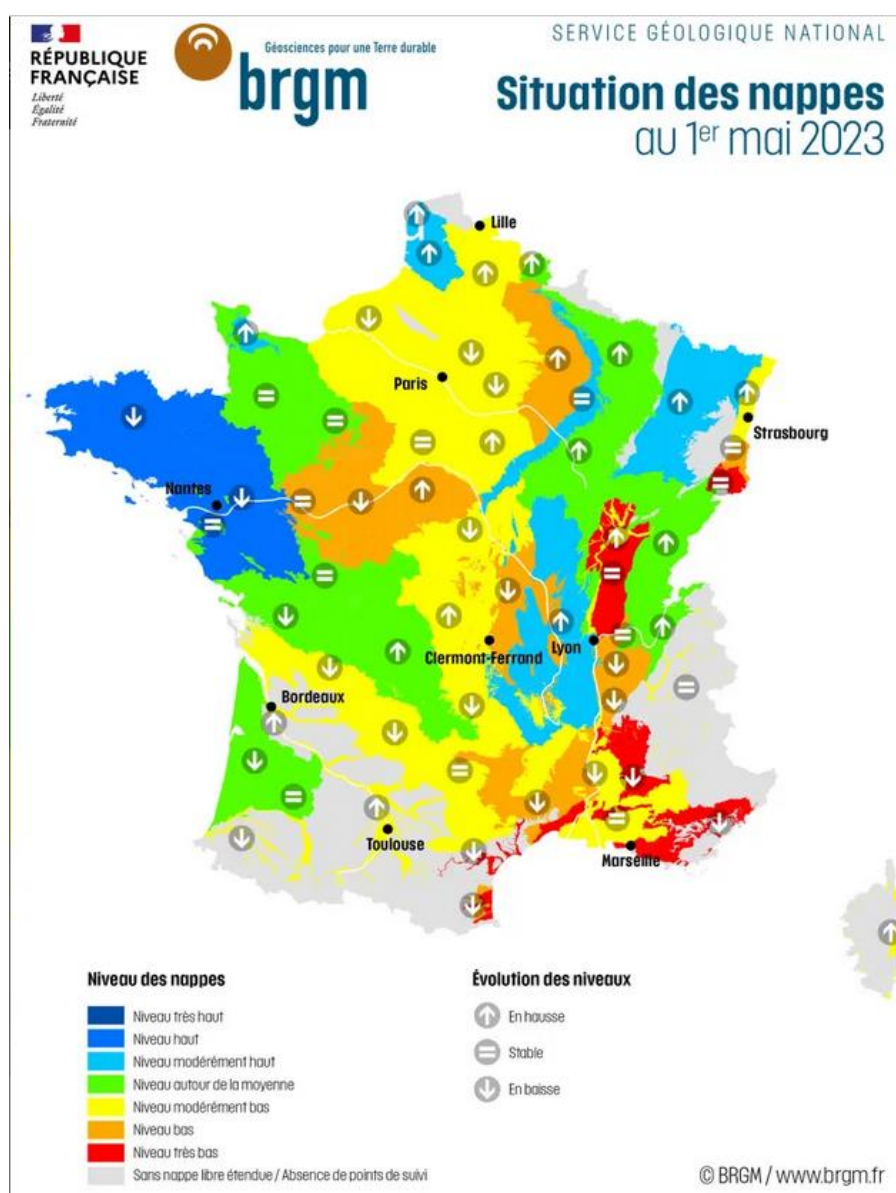 RÉPUBLIQUE
FRANÇAISE
Liberté
Égalité
Fraternité
Géosciences pour une Terre durable
brgm
SERVICE GÉOLOGIQUE NATIONAL
Situation des nappes
au 1er mai 2023
Lille
Paris
Strasbourg
Nantes
Clermont-Ferrand
Lyon
Bordeaux
Toulouse
Marseille
Niveau des nappes
Niveau très haut
Niveau haut
Niveau modérément haut
Niveau autour de la moyenne
Niveau modérément bas
Niveau bas
Niveau très bas
Sans nappe libre étendue / Absence de points de suivi
Évolution des niveaux
En hausse
Stable
En baisse
© BRGM / www.brgm.fr